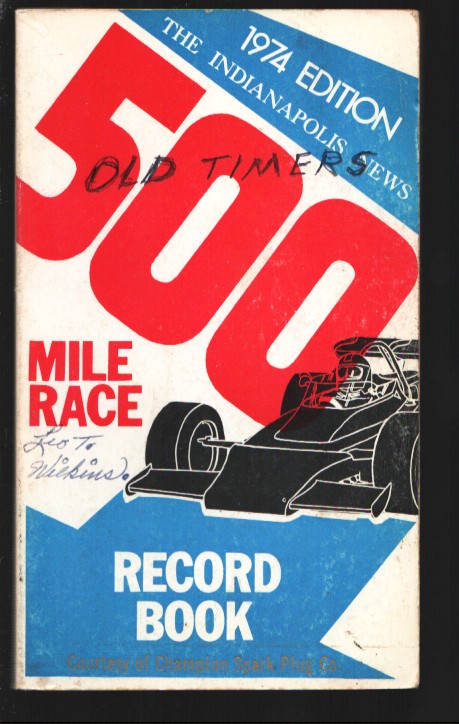 1974 EDITION
THE INDIANAPOLIS NEWS
500
OLD TIMERS
MILE
RACE
Leo T.
Wilkins.
RECORD
BOOK
Courtesy of Champion Spark Plug Co.